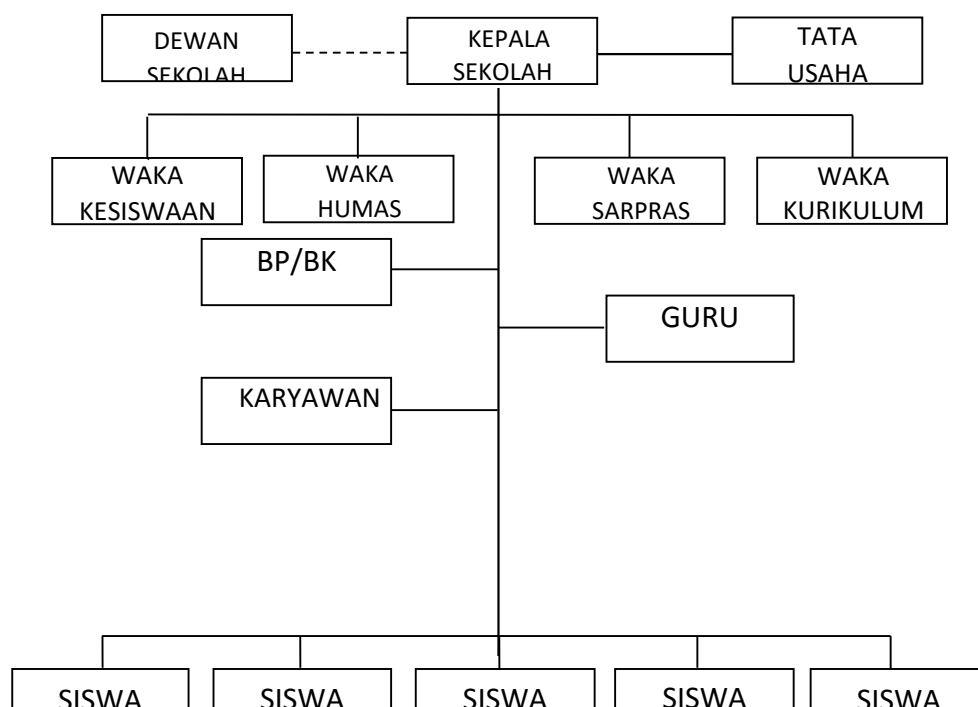 DEWAN
SEKOLAH
KEPALA
SEKOLAH
TATA
USAHA
WAKA
KESISWAAN
WAKA
HUMAS
WAKA
SARPRAS
WAKA
KURIKULUM
BP/BK
GURU
KARYAWAN
SISWA
SISWA
SISWA
SISWA
SISWA